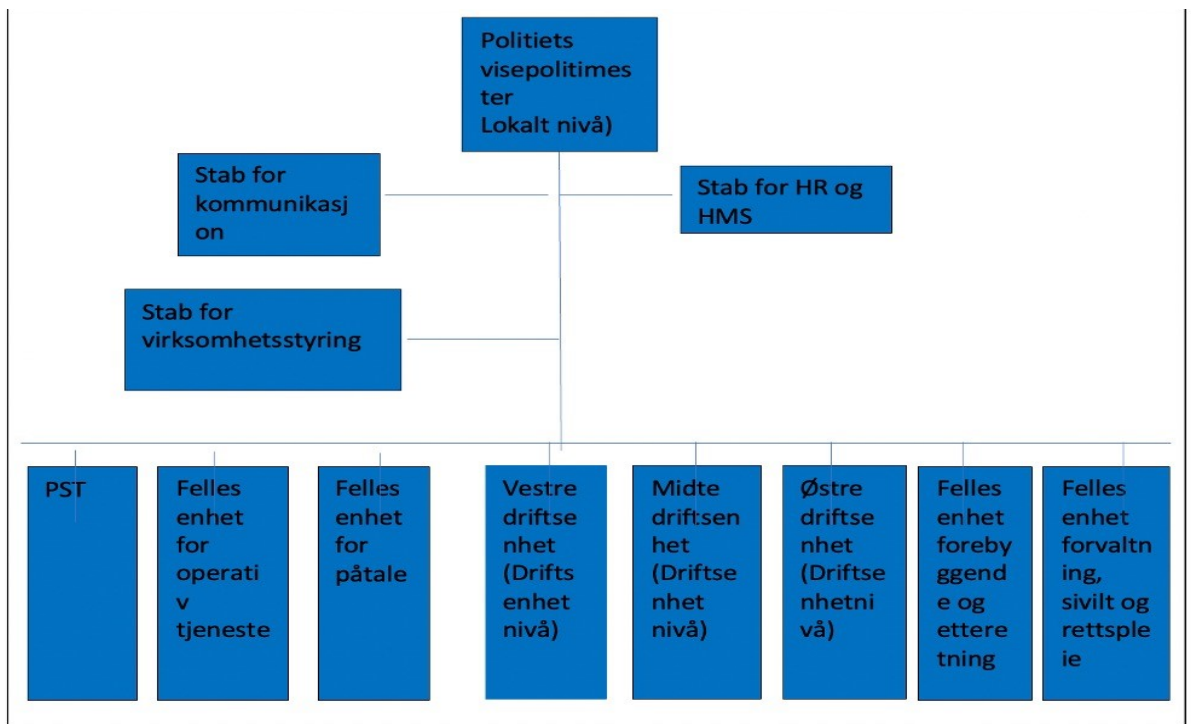 Politiets
visepolitimes
ter
Lokalt nivå)
Stab for
kommunikasj
on
Stab for HR og
HMS
Stab for
virksomhetsstyring
PST
Felles
enhet
for
operati
v
tjeneste
Felles
enhet
for
påtale
Vestre
driftse
nhet
(Drifts
enhet
nivå)
Midte
driftsen
het
(Driftse
nhet
nivå)
Østre
driftse
nhet
(Driftse
nhetni
vå)
Felles
enhet
foreby
ggend
e og
ettere
tning
Felles
enhet
forvaltn
ing,
sivilt og
rettsple
ie